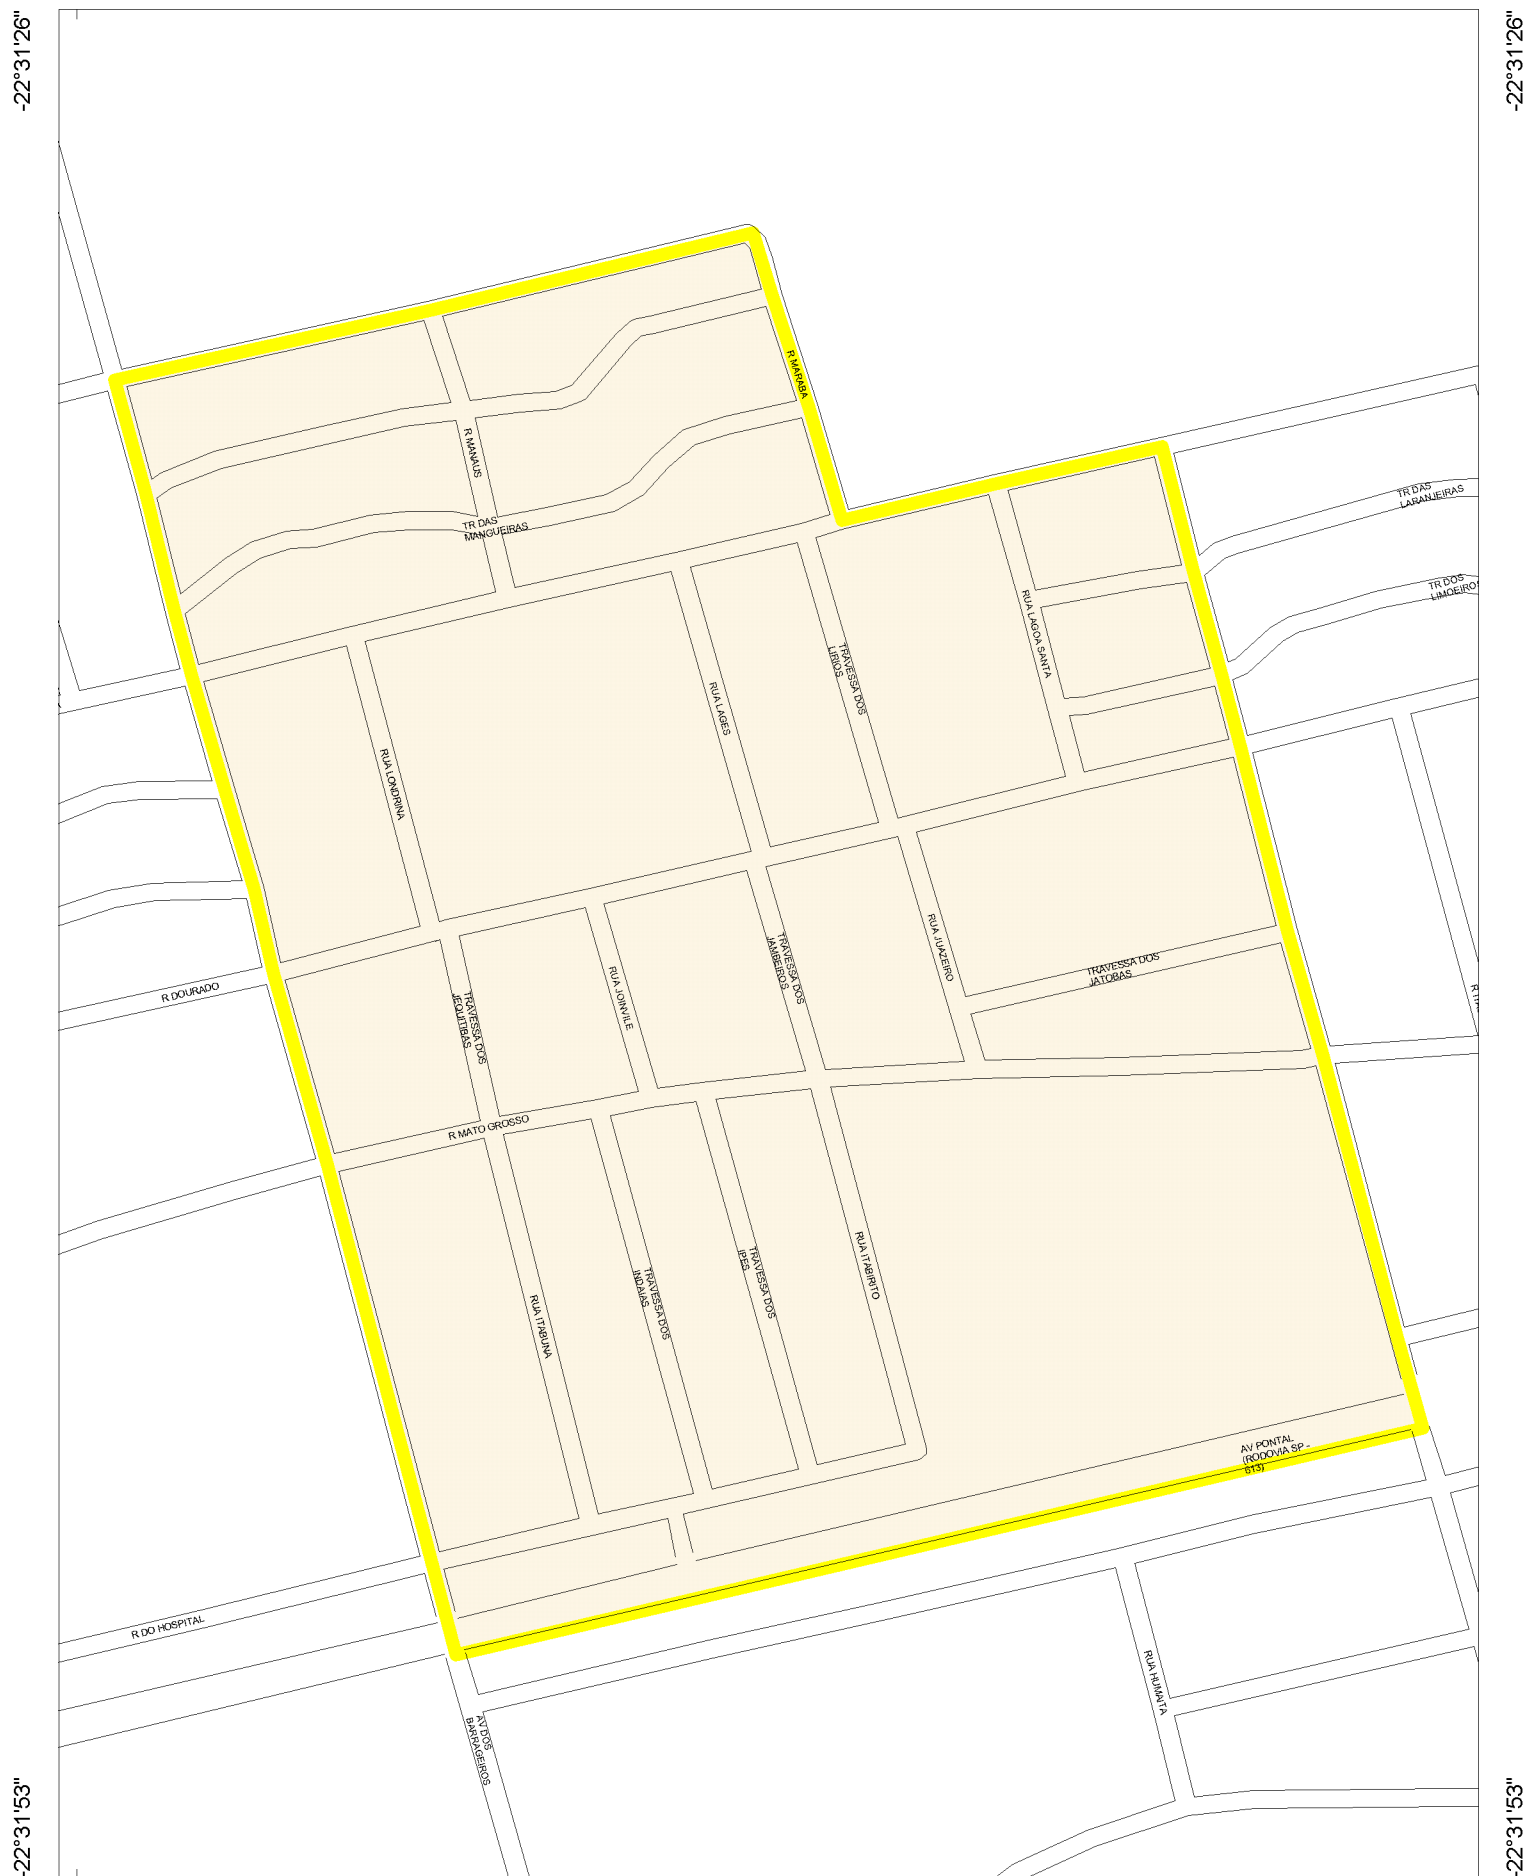 -22°31'26"
-22°31'26"
R MARABA
R MANAUS
TR DAS
LARANJEIRAS
TR DAS
MANGUEIRAS
TR DOS
LIMOEIROS
RUA LAGOA SANTA
TRAVESSA DOS
LIRIOS
RUA LAGES
RUA LONDRINA
RUA JUAZEIRO
TRAVESSA DOS
JAMBEIROS
TRAVESSA DOS
JATOBAS
RUA JOINVILE
R DOURADO
TRAVESSA DOS
JEQUITIBAS
R MATO GROSSO
RUA ITABIRITO
TRAVESSA DOS
IPES
TRAVESSA DOS
INDAIAS
RUA ITABUNA
AV PONTAL
(RODOVIA SP -
613)
R DO HOSPITAL
RUA HUMAITA
AV DOS
BARRAGEIROS
-22°31'53"
-22°31'53"